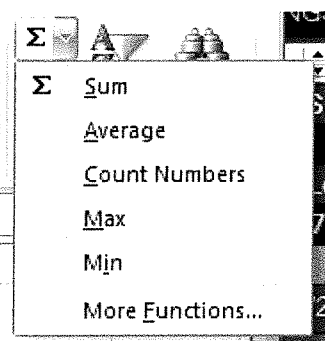 Σ
Σ Sum
Average
Count Numbers
Max
Min
More Functions...